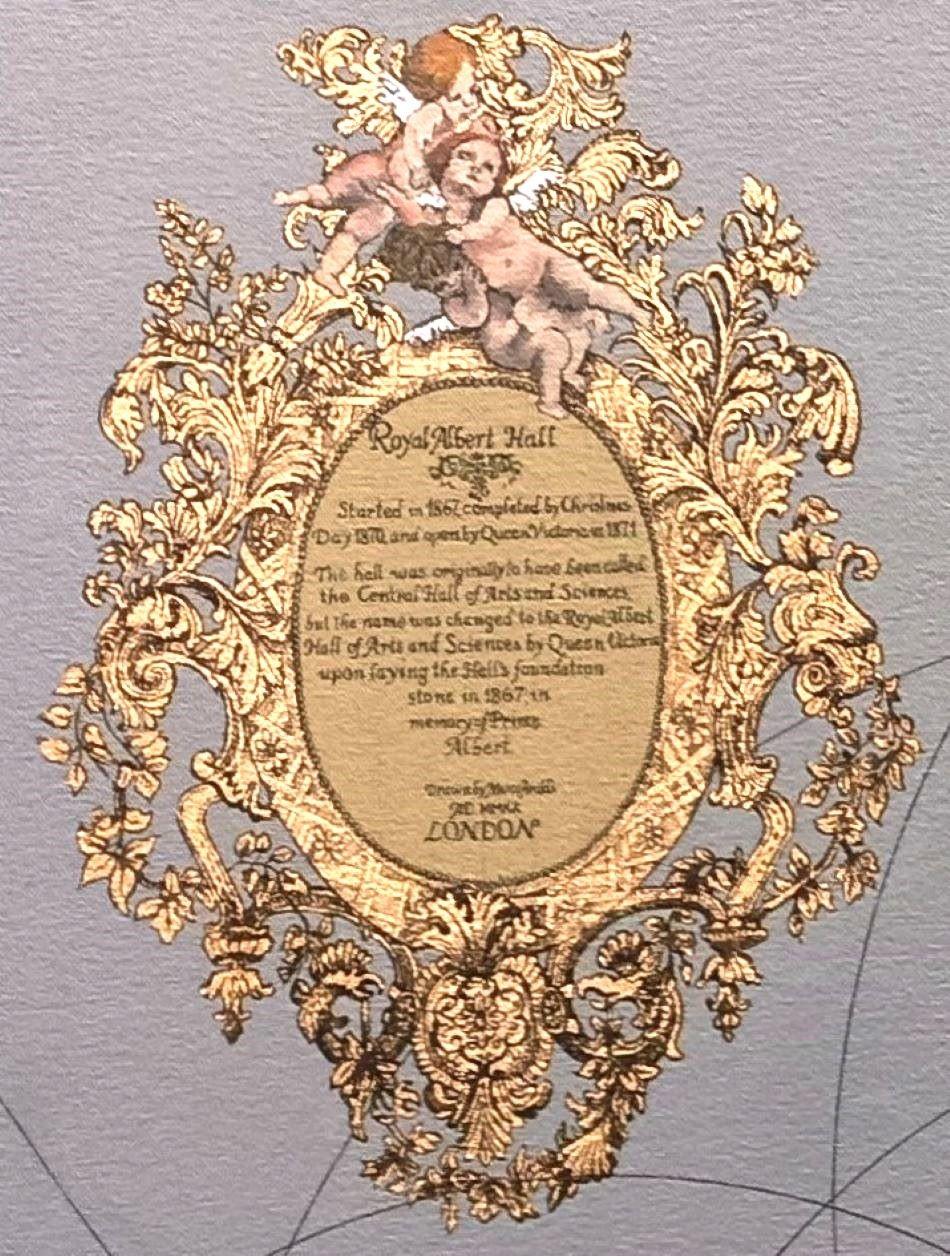 Royal Albert Hall
Started in 1867, completed by Christmas
Day 1870, and open by Queen Victoria in 1871
The hall was originally to have been called
the Central Hall of Arts and Sciences,
but the name was changed to the Royal Albert
Hall of Arts and Sciences by Queen Victoria
upon laying the Hall's foundation
stone in 1867, in
memory of Prince
Albert.
Drawn by
AD
LONDON